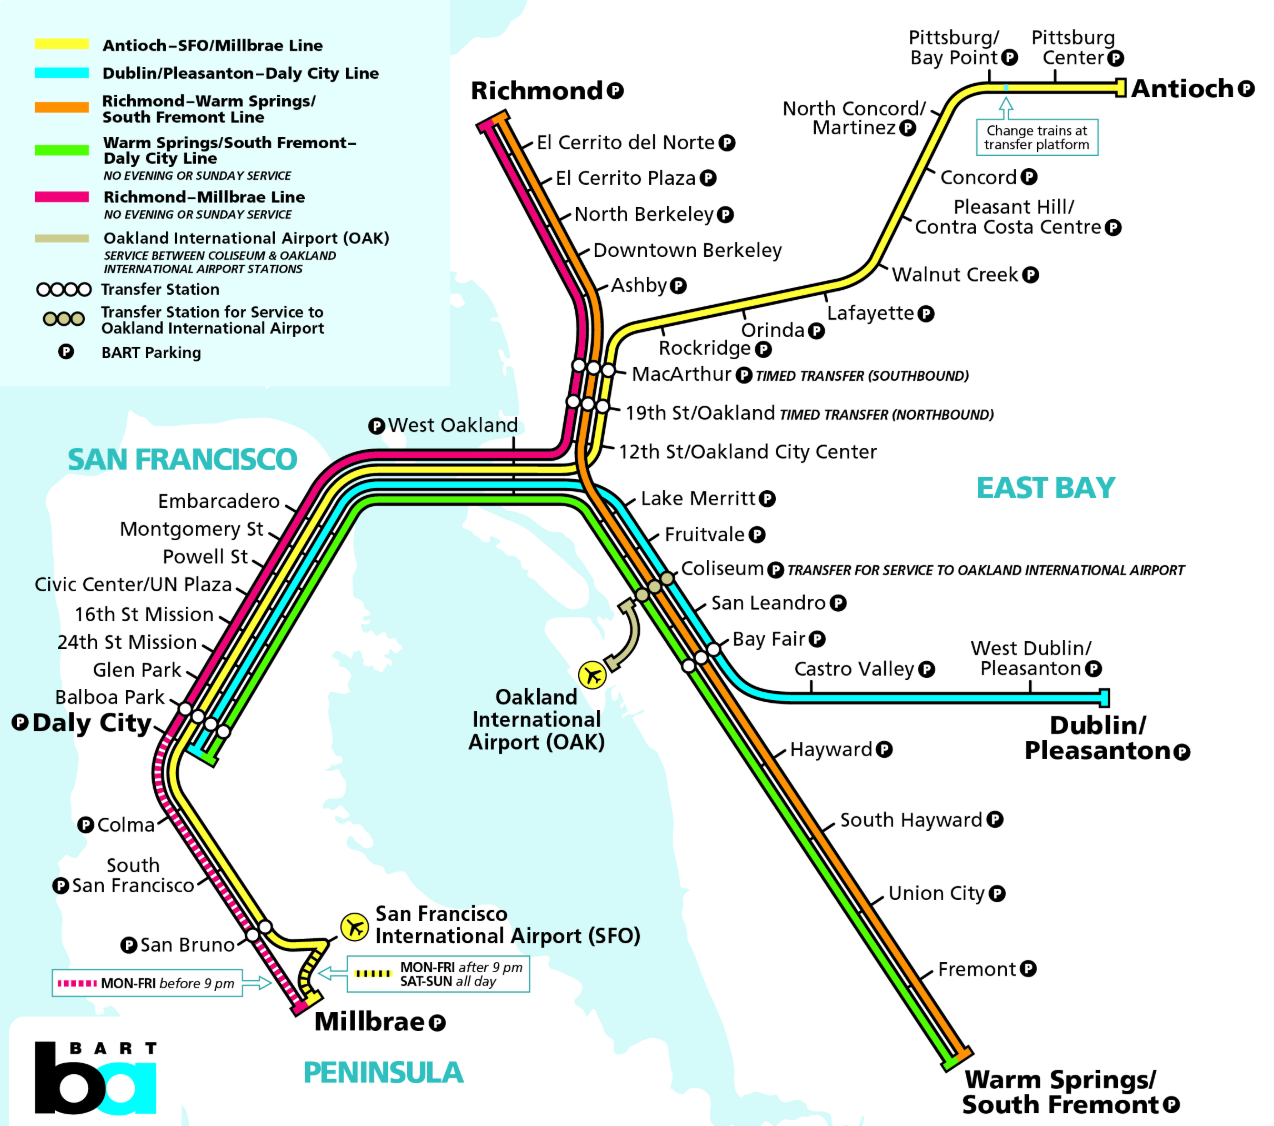 Antioch–SFO/Millbrae Line
Dublin/Pleasanton–Daly City Line
Richmond–Warm Springs/
South Fremont Line
Warm Springs/South Fremont–
Daly City Line
NO EVENING OR SUNDAY SERVICE
Richmond–Millbrae Line
NO EVENING OR SUNDAY SERVICE
Oakland International Airport (OAK)
SERVICE BETWEEN COLISEUM & OAKLAND
INTERNATIONAL AIRPORT STATIONS
Transfer Station
Transfer Station for Service to
Oakland International Airport
P BART Parking
Pittsburg/
Bay Point P
Pittsburg
Center P
Antioch P
Change trains at
transfer platform
North Concord/
Martinez P
Concord P
Pleasant Hill/
Contra Costa Centre P
Walnut Creek P
Lafayette P
Orinda P
Rockridge P
Richmond P
El Cerrito del Norte P
El Cerrito Plaza P
North Berkeley P
Downtown Berkeley
Ashby P
MacArthur P TIMED TRANSFER (SOUTHBOUND)
19th St/Oakland TIMED TRANSFER (NORTHBOUND)
12th St/Oakland City Center
P West Oakland
SAN FRANCISCO
EAST BAY
Embarcadero
Montgomery St
Powell St
Civic Center/UN Plaza
16th St Mission
24th St Mission
Glen Park
Balboa Park
P Daly City
P Colma
South
P San Francisco
P San Bruno
San Francisco
International Airport (SFO)
MON-FRI before 9 pm
MON-FRI after 9 pm
SAT-SUN all day
Millbrae P
PENINSULA
Lake Merritt P
Fruitvale P
Coliseum P TRANSFER FOR SERVICE TO OAKLAND INTERNATIONAL AIRPORT
San Leandro P
Bay Fair P
Oakland
International
Airport (OAK)
Castro Valley P
West Dublin/
Pleasanton P
Dublin/
Pleasanton P
Hayward P
South Hayward P
Union City P
Fremont P
Warm Springs/
South Fremont P
BART
ba